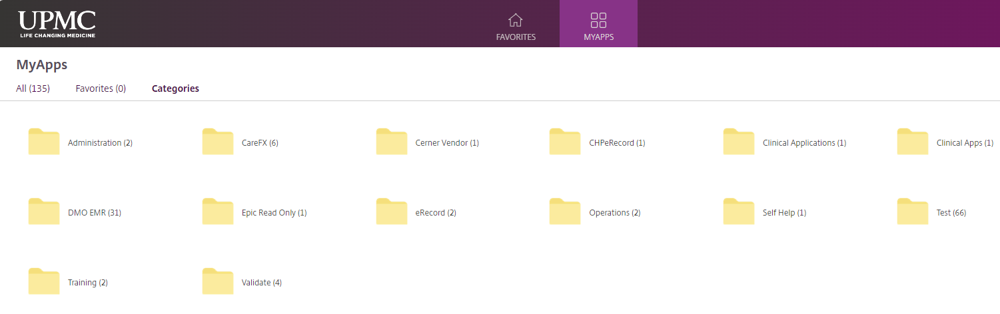 UPMC
LIFE CHANGING MEDICINE
FAVORITES
MYAPPS
MyApps
All (135) Favorites (0) Categories
Administration (2) CareFX (6) Cerner Vendor (1) CHPeRecord (1) Clinical Applications (1) Clinical Apps (1)
DMO EMR (31) Epic Read Only (1) eRecord (2) Operations (2) Self Help (1) Test (66)
Training (2) Validate (4)